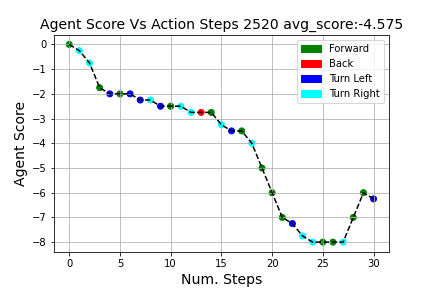 Agent Score Vs Action Steps 2520 avg_score:-4.575
Forward
Back
Turn Left
Turn Right
Agent Score
0
−1
−2
−3
−4
−5
−6
−7
−8
0 5 10 15 20 25 30
Num. Steps